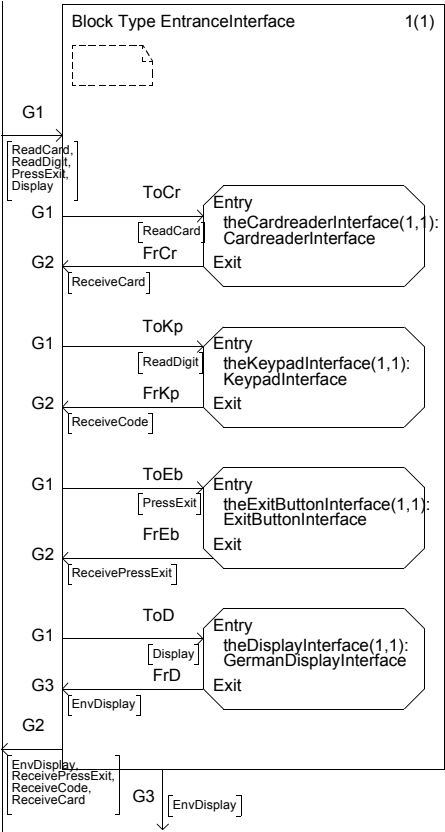 Block Type EntranceInterface 1(1)
G1
[ReadCard,
ReadDigit,
PressExit,
Display]
G1
ToCr
[ReadCard]
Entry
theCardreaderInterface(1,1):
CardreaderInterface
G2
FrCr
Exit
[ReceiveCard]
G1
ToKp
[ReadDigit]
Entry
theKeypadInterface(1,1):
KeypadInterface
G2
FrKp
Exit
[ReceiveCode]
G1
ToEb
[PressExit]
Entry
theExitButtonInterface(1,1):
ExitButtonInterface
G2
FrEb
Exit
[ReceivePressExit]
G1
ToD
[Display]
Entry
theDisplayInterface(1,1):
GermanDisplayInterface
G3
FrD
Exit
[EnvDisplay]
G2
[EnvDisplay,
ReceivePressExit,
ReceiveCode,
ReceiveCard]
G3
[EnvDisplay]